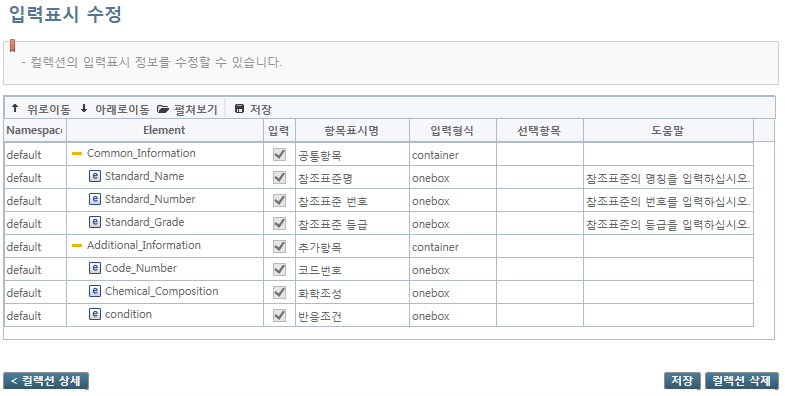 입력표시 수정
- 컬렉션의 입력표시 정보를 수정할 수 있습니다.
위로이동 아래로이동 펼쳐보기 저장
Namespace Element 입력 항목표시명 입력형식 선택항목 도움말
default Common_Information 공통항목 container
default Standard_Name 참조표준명 onebox 참조표준의 명칭을 입력하십시오.
default Standard_Number 참조표준 번호 onebox 참조표준의 번호를 입력하십시오.
default Standard_Grade 참조표준 등급 onebox 참조표준의 등급을 입력하십시오.
default Additional_Information 추가항목 container
default Code_Number 코드번호 onebox
default Chemical_Composition 화학조성 onebox
default condition 반응조건 onebox
< 컬렉션 상세 저장 컬렉션 삭제